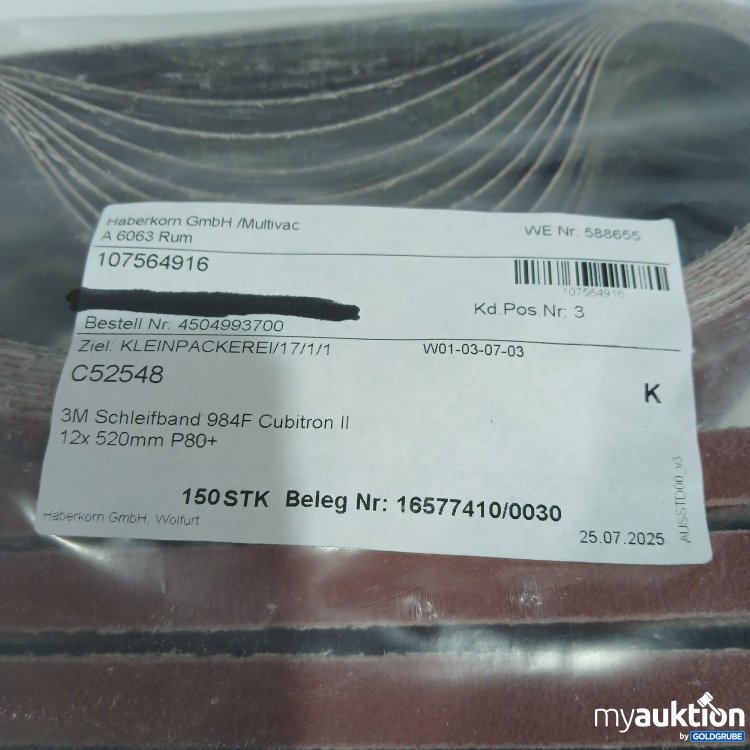 Haberkorn GmbH /Multivac
A 6063 Rum
WE Nr: 588655
107564916
107564916
Kd.Pos.Nr: 3
Bestell Nr: 4504993700
Ziel: KLEINPACKEREI/17/1/1
W01-03-07-03
C52548
K
3M Schleifband 984F Cubitron II
12x 520mm P80+
150STK Beleg Nr: 16577410/0030
Haberkorn GmbH, Wolfurt
25.07.2025
AUSSTD00_v3
myauktion
by GOLDGRUBE